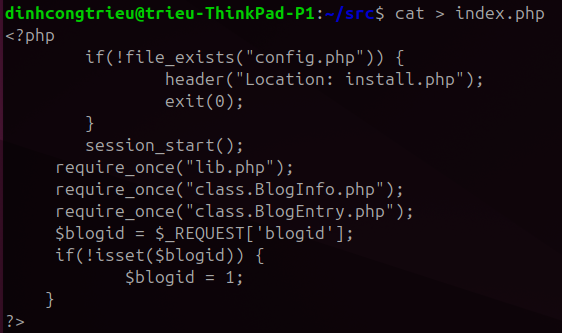 dinhcongtrieu@trieu-ThinkPad-P1:~/src$ cat > index.php
<?php
        if(!file_exists("config.php")) {
                header("Location: install.php");
                exit(0);
        }
        session_start();
     require_once("lib.php");
     require_once("class.BlogInfo.php");
     require_once("class.BlogEntry.php");
     $blogid = $_REQUEST['blogid'];
     if(!isset($blogid)) {
            $blogid = 1;
    }
?>